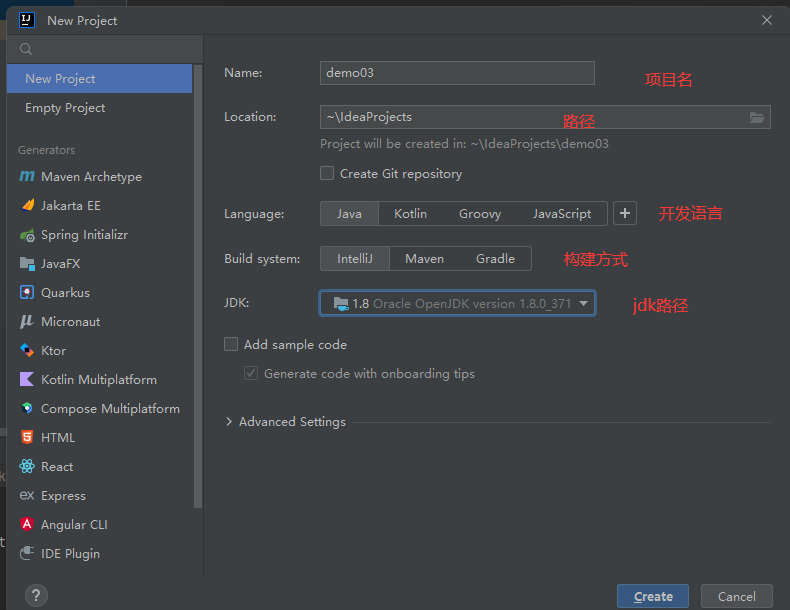 New Project
New Project
Empty Project
Generators
Maven Archetype
Jakarta EE
Spring Initializr
JavaFX
Quarkus
Micronaut
Ktor
Kotlin Multiplatform
Compose Multiplatform
HTML
React
Express
Angular CLI
IDE Plugin
Name: demo03 项目名
Location: ~\IdeaProjects 路径
Project will be created in: ~\IdeaProjects\demo03
Create Git repository
Language: Java Kotlin Groovy JavaScript + 开发语言
Build system: IntelliJ Maven Gradle 构建方式
JDK: 1.8 Oracle OpenJDK version 1.8.0_371 jdk路径
Add sample code
Generate code with onboarding tips
Advanced Settings
? Create Cancel